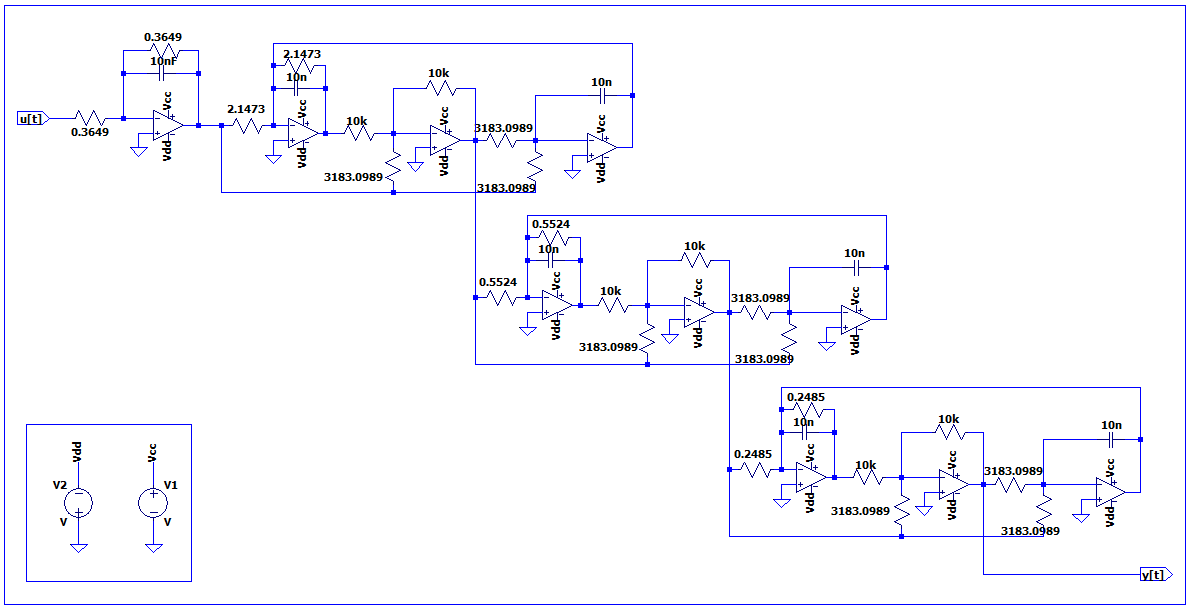 0.3649
10nF
u[t]
0.3649
Vcc
Vdd
2.1473
10n
2.1473
Vcc
Vdd
10k
10k
Vcc
Vdd
3183.0989
3183.0989
10n
Vcc
Vdd
3183.0989
0.5524
10n
0.5524
Vcc
Vdd
10k
10k
Vcc
Vdd
3183.0989
3183.0989
10n
Vcc
Vdd
3183.0989
0.2485
10n
0.2485
Vcc
Vdd
10k
10k
Vcc
Vdd
3183.0989
3183.0989
10n
Vcc
Vdd
3183.0989
y[t]
Vdd
V2
V
Vcc
V1
V